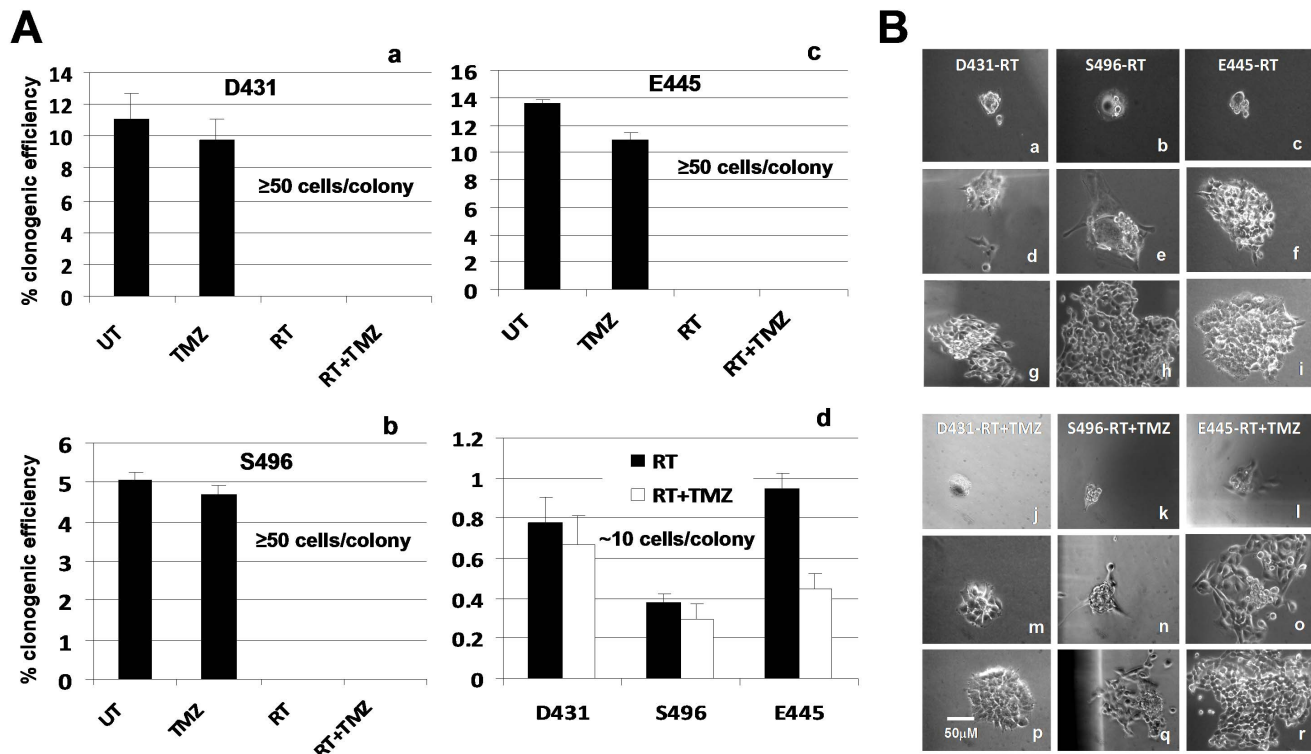 A
a
D431
% clonogenic efficiency
14
12
10
8
6
4
2
0
≥50 cells/colony
UT
TMZ
RT
RT+TMZ
c
E445
16
14
12
10
8
6
4
2
0
≥50 cells/colony
UT
TMZ
RT
RT+TMZ
b
S496
% clonogenic efficiency
6
5
4
3
2
1
0
≥50 cells/colony
UT
TMZ
RT
RT+TMZ
d
1.2
1
0.8
0.6
0.4
0.2
0
RT
RT+TMZ
~10 cells/colony
D431
S496
E445
B
D431-RT
S496-RT
E445-RT
a
b
c
d
e
f
g
h
i
D431-RT+TMZ
S496-RT+TMZ
E445-RT+TMZ
j
k
l
m
n
o
50µM
p
q
r